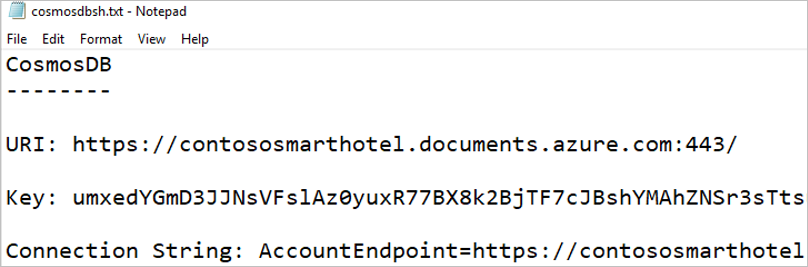 cosmosdbsh.txt - Notepad
File Edit Format View Help
CosmosDB
--------
URI: https://contososmarthotel.documents.azure.com:443/
Key: umxedYGmD3JJNsVFslAz0yuxR77BX8k2BjTF7cJBshYMAhZNSr3sTts
Connection String: AccountEndpoint=https://contososmarthotel